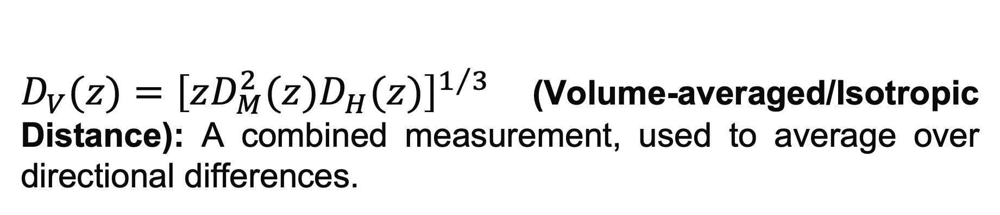 D_V(z) = [zD_M^2(z)D_H(z)]^{1/3} (Volume-averaged/Isotropic
Distance): A combined measurement, used to average over
directional differences.